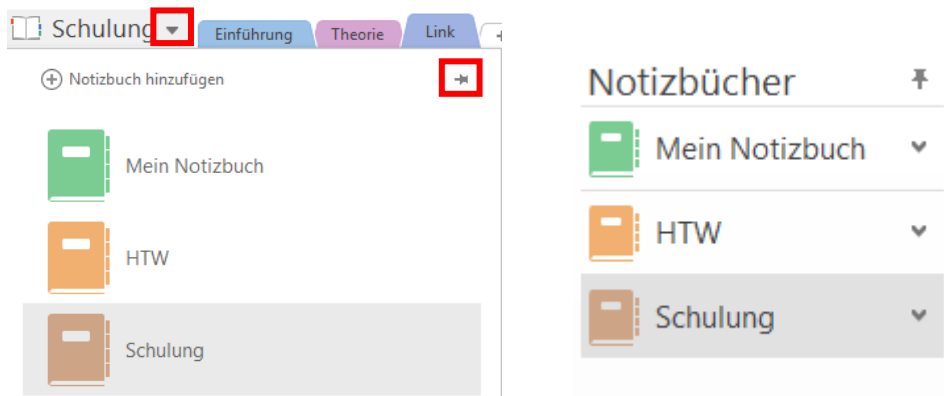 Schulung
Einführung
Theorie
Link
+
Notizbuch hinzufügen
Mein Notizbuch
HTW
Schulung
Notizbücher
Mein Notizbuch
HTW
Schulung